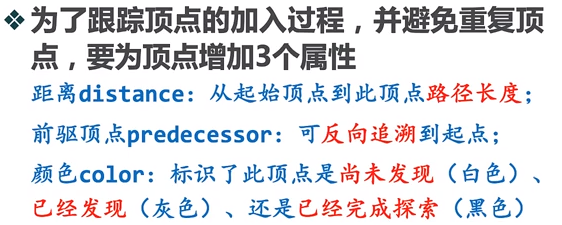 ❖为了跟踪顶点的加入过程，并避免重复顶
点，要为顶点增加3个属性
距离distance：从起始顶点到此顶点路径长度；
前驱顶点predecessor：可反向追溯到起点；
颜色color：标识了此顶点是尚未发现（白色）、
已经发现（灰色）、还是已经完成探索（黑色）